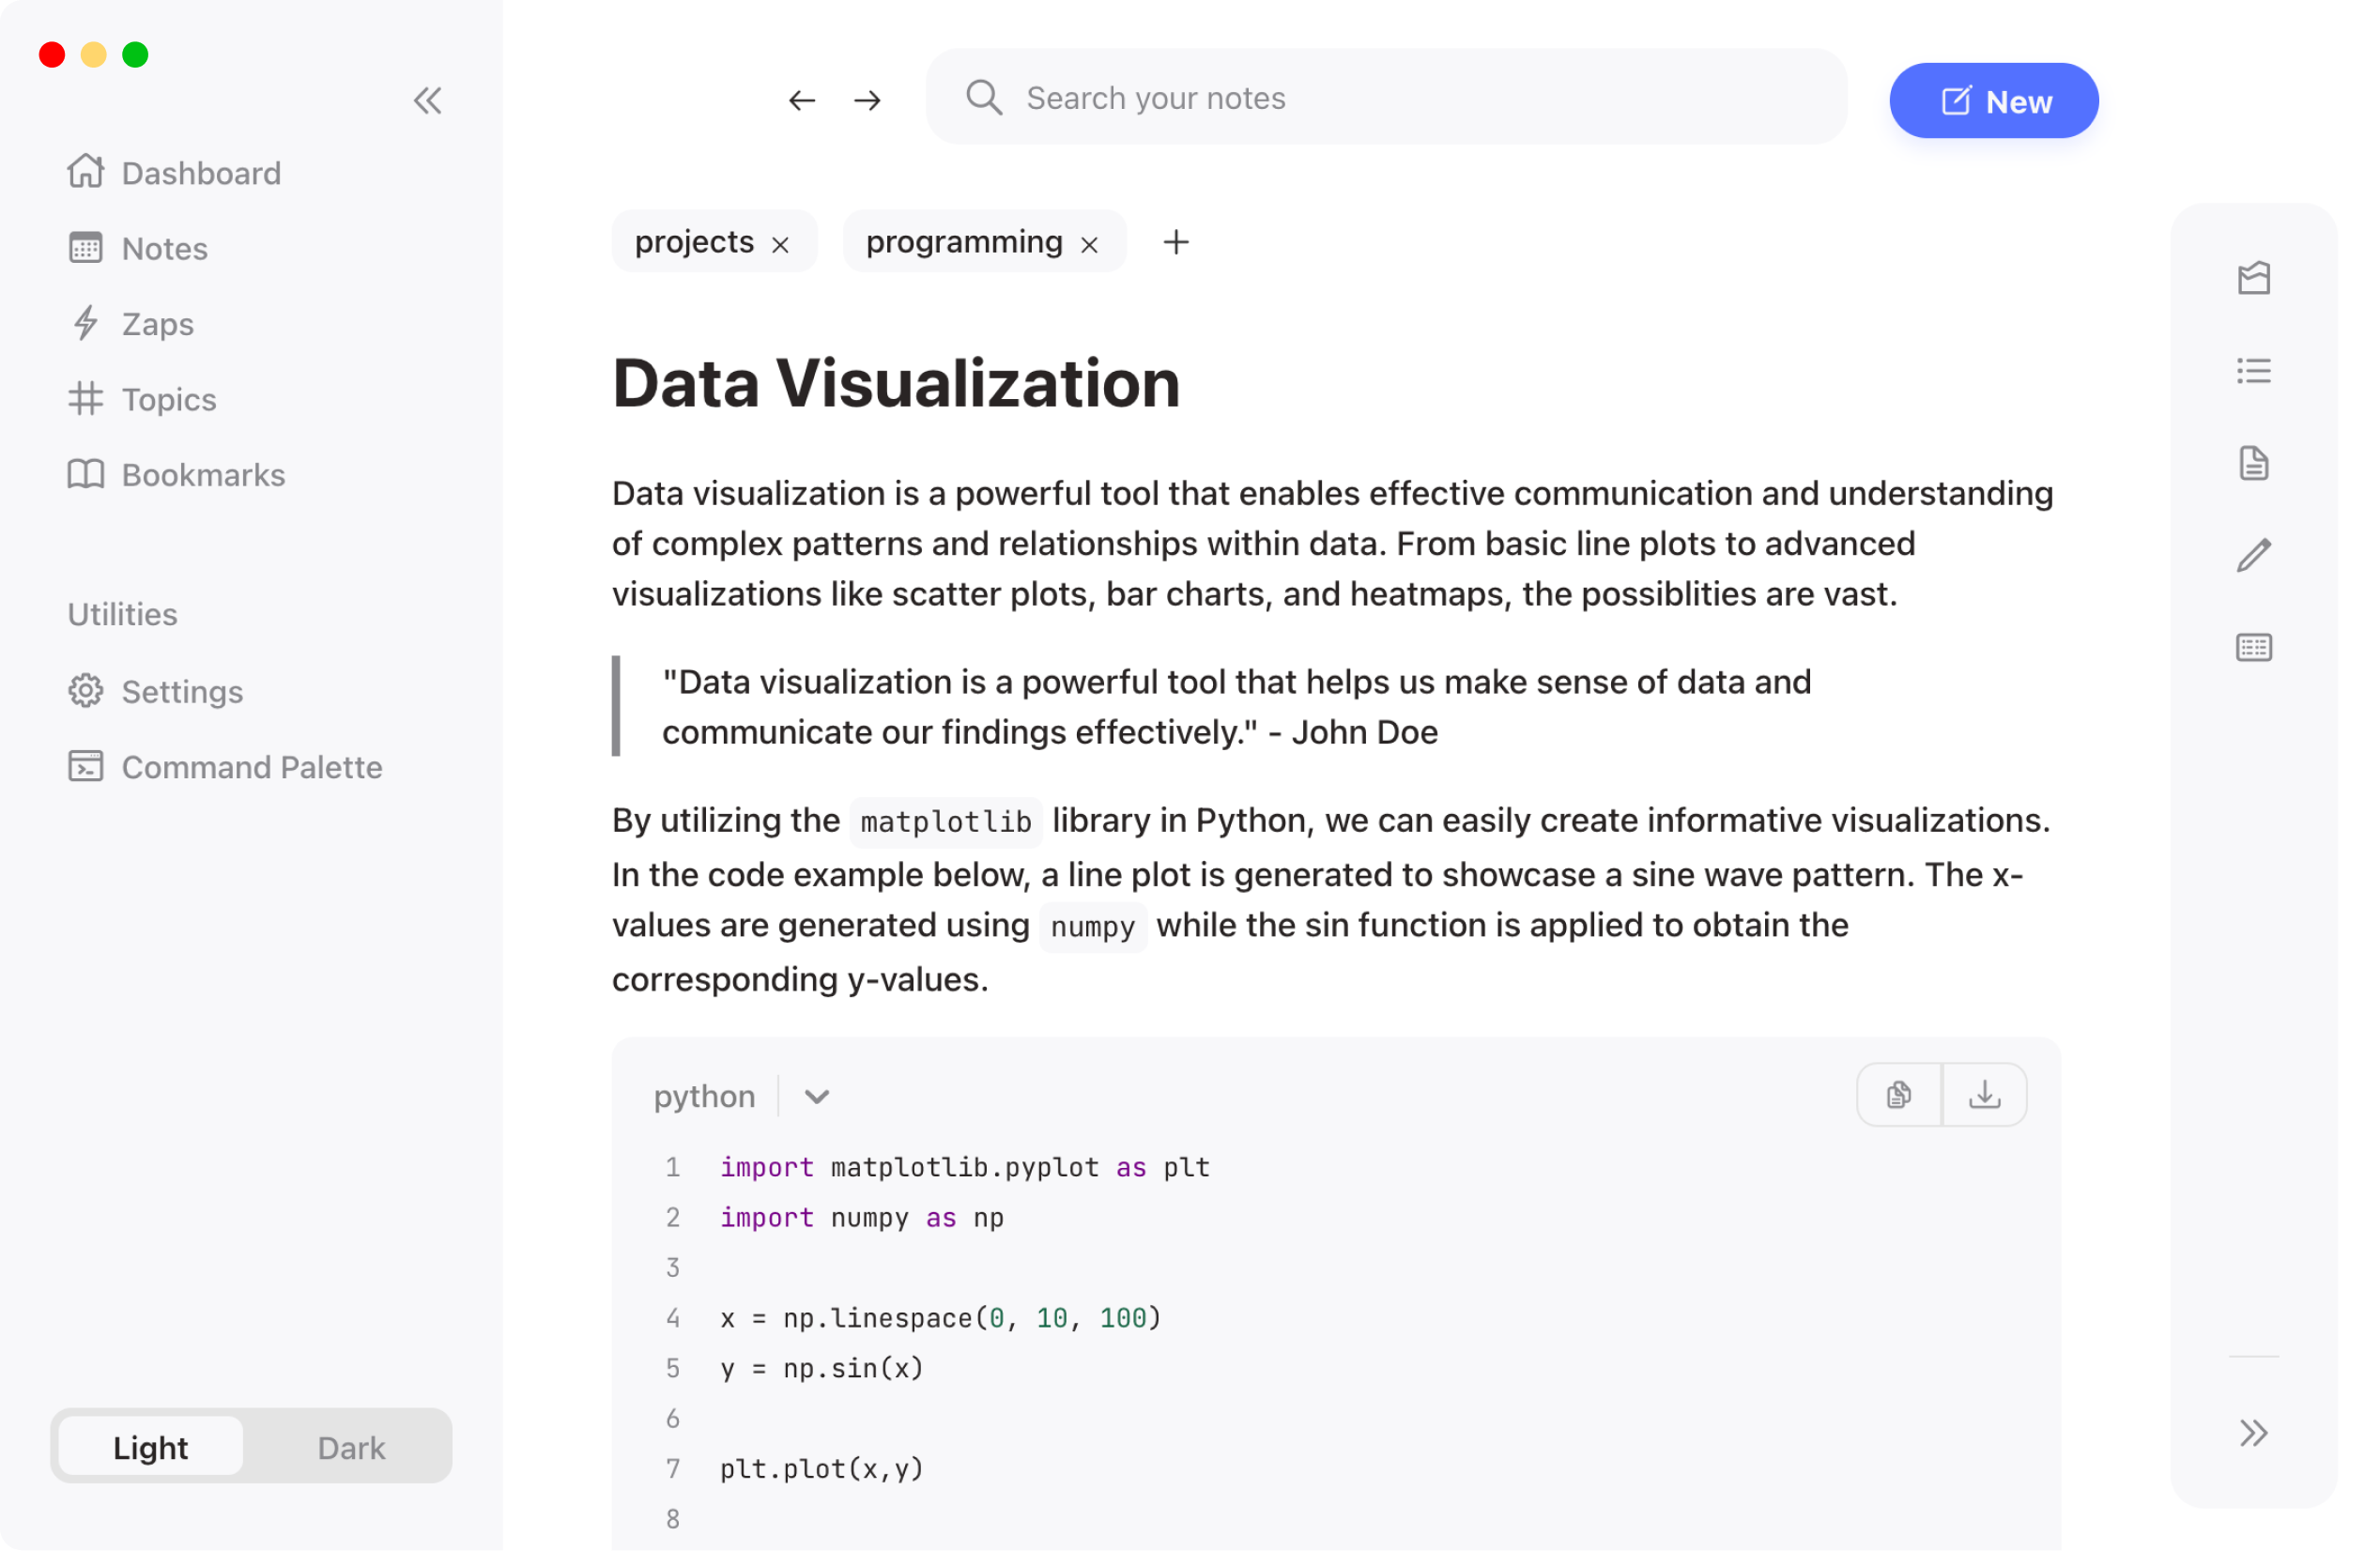 Dashboard
Notes
Zaps
Topics
Bookmarks
Utilities
Settings
Command Palette
Light
Dark
Search your notes
New
projects ×
programming ×
+
Data Visualization
Data visualization is a powerful tool that enables effective communication and understanding
of complex patterns and relationships within data. From basic line plots to advanced
visualizations like scatter plots, bar charts, and heatmaps, the possiblities are vast.
"Data visualization is a powerful tool that helps us make sense of data and
communicate our findings effectively." - John Doe
By utilizing the matplotlib library in Python, we can easily create informative visualizations.
In the code example below, a line plot is generated to showcase a sine wave pattern. The x-
values are generated using numpy while the sin function is applied to obtain the
corresponding y-values.
python
1 import matplotlib.pyplot as plt
2 import numpy as np
3
4 x = np.linespace(0, 10, 100)
5 y = np.sin(x)
6
7 plt.plot(x,y)
8